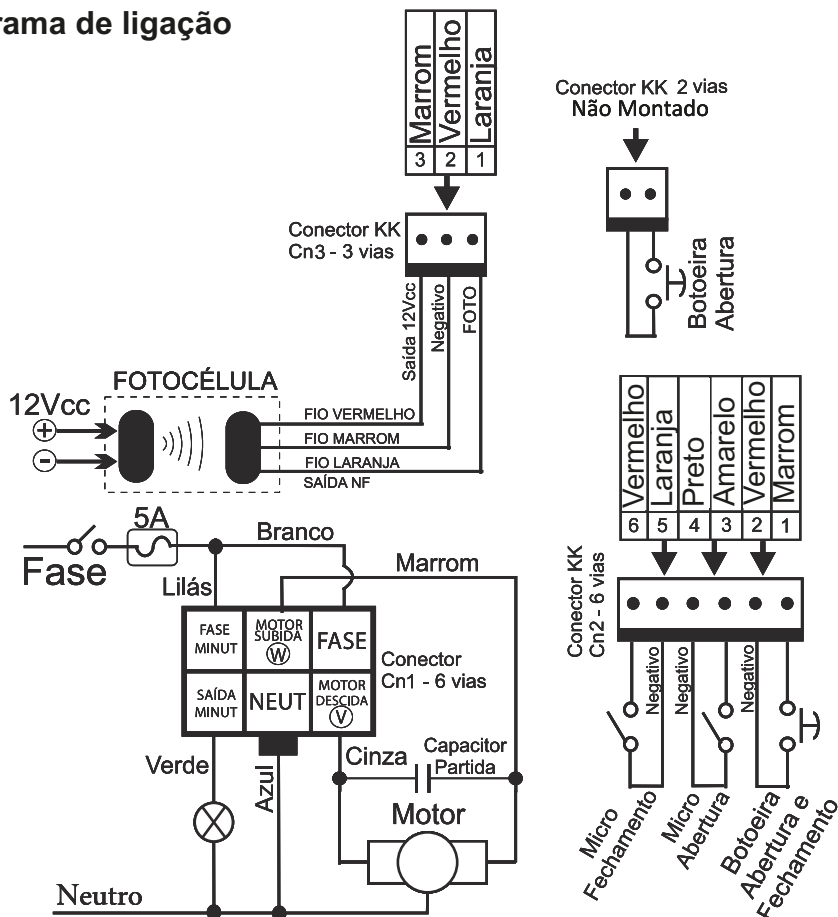 rama de ligação
Marrom
Vermelho
Laranja
3 2 1
Conector KK 2 vias
Não Montado
Conector KK
Cn3 - 3 vias
Botoeira
Abertura
Saída 12Vcc
Negativo
FOTO
FOTOCÉLULA
12Vcc
+
-
FIO VERMELHO
FIO MARROM
FIO LARANJA
SAÍDA NF
Vermelho
Laranja
Preto
Amarelo
Vermelho
Marrom
6 5 4 3 2 1
Conector KK
Cn2 - 6 vias
Negativo
Negativo
Negativo
Micro
Fechamento
Micro
Abertura
Botoeira
Abertura e
Fechamento
5A
Fase
Branco
Lilás
Marrom
FASE
MINUT
MOTOR
SUBIDA
W
FASE
SAÍDA
MINUT
NEUT
MOTOR
DESCIDA
V
Conector
Cn1 - 6 vias
Verde
Azul
Cinza
Capacitor
Partida
Motor
Neutro